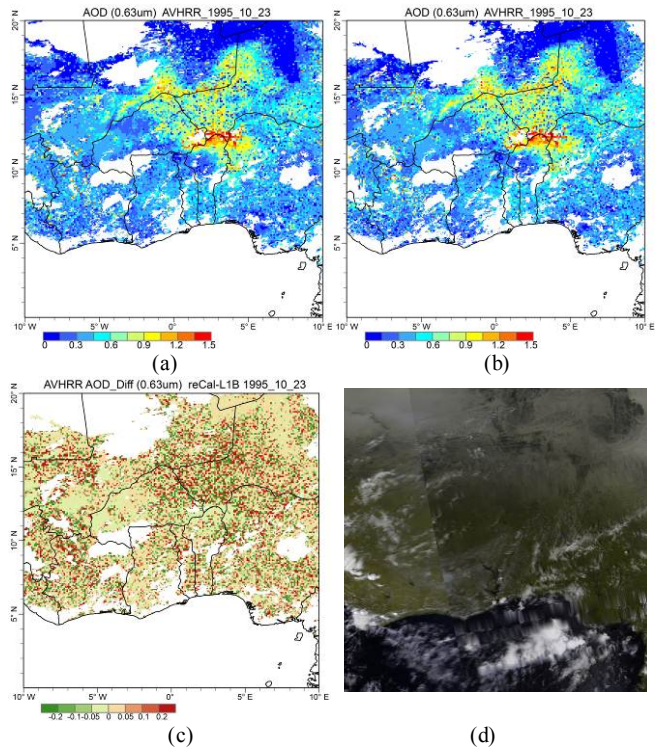 AOD (0.63um) AVHRR_1995_10_23
20° N
15° N
10° N
5° N
10° W
5° W
0°
5° E
10° E
0
0.3
0.6
0.9
1.2
1.5
(a)
AOD (0.63um) AVHRR_1995_10_23
20° N
15° N
10° N
5° N
10° W
5° W
0°
5° E
10° E
0
0.3
0.6
0.9
1.2
1.5
(b)
AVHRR AOD_Diff (0.63um) reCal-L1B 1995_10_23
20° N
15° N
10° N
5° N
10° W
5° W
0°
5° E
10° E
-0.2
-0.1
-0.05
0
0.05
0.1
0.2
(c)
(d)